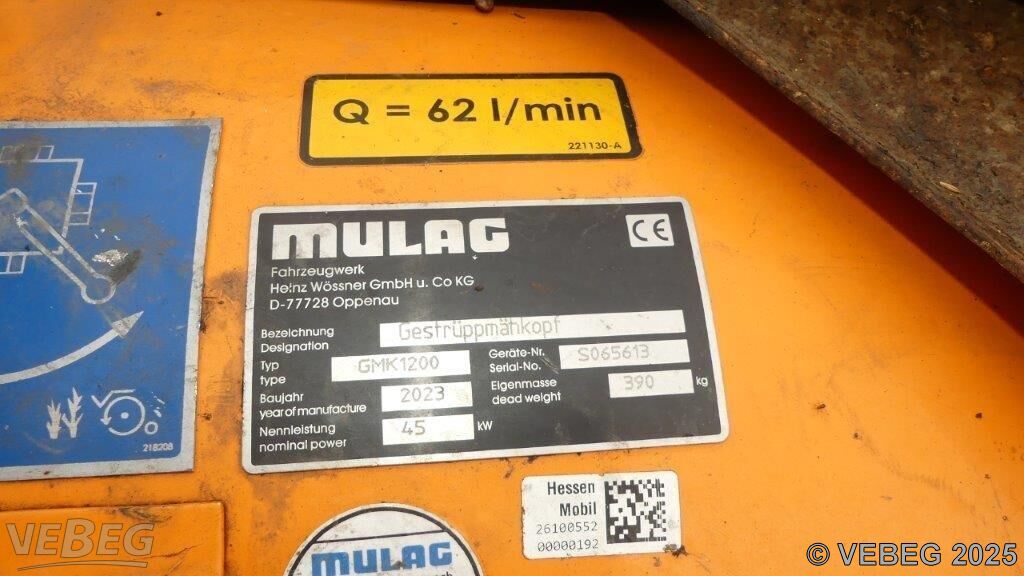 Q = 62 l/min
221130-A
MULAG
CE
Fahrzeugwerk
Heinz Wössner GmbH u. Co KG
D-77728 Oppenau
Bezeichnung
Designation
Gestrüppmähkopf
Typ
type
GMK1200
Geräte-Nr.
Serial-No.
S065613
Baujahr
year of manufacture
2023
Eigenmasse
dead weight
390
kg
Nennleistung
nominal power
45
kW
218208
Hessen
Mobil
26100552
00000192
MULAG
VEBEG
© VEBEG 2025